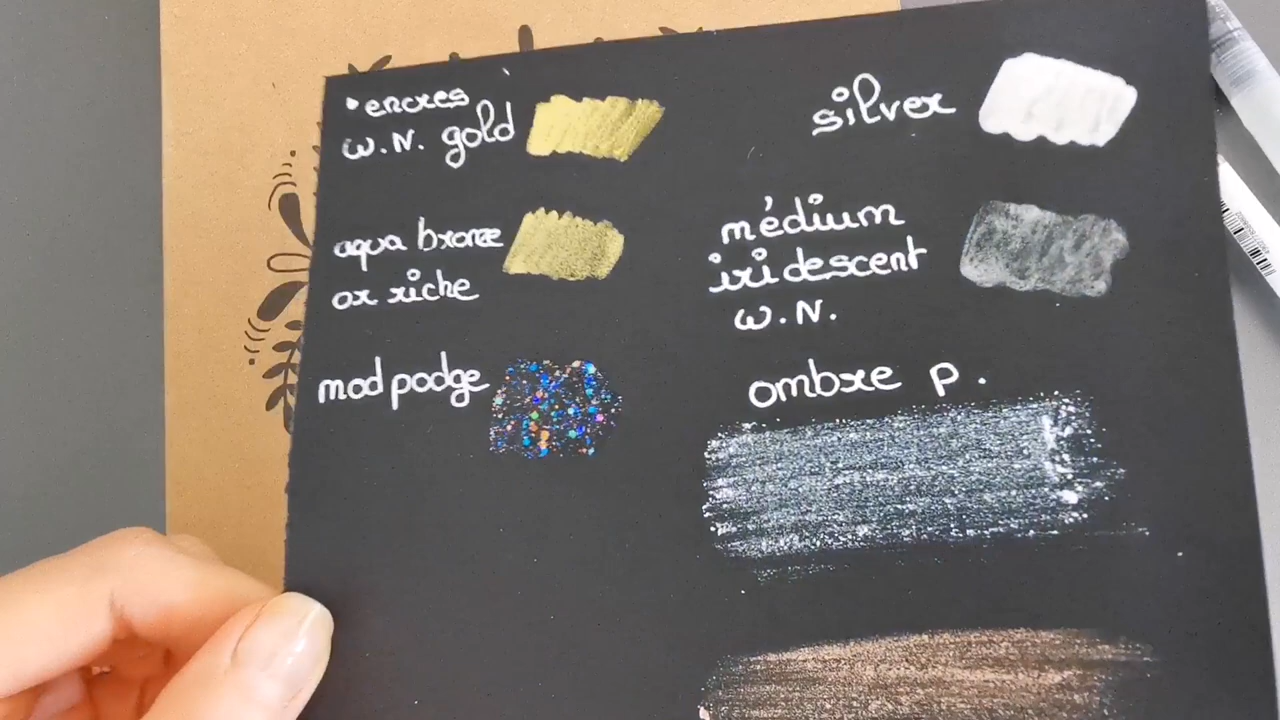 • encres
W.N. gold
aqua bronze
or riche
mod podge
silver
médium
iridescent
W.N.
ombre p.